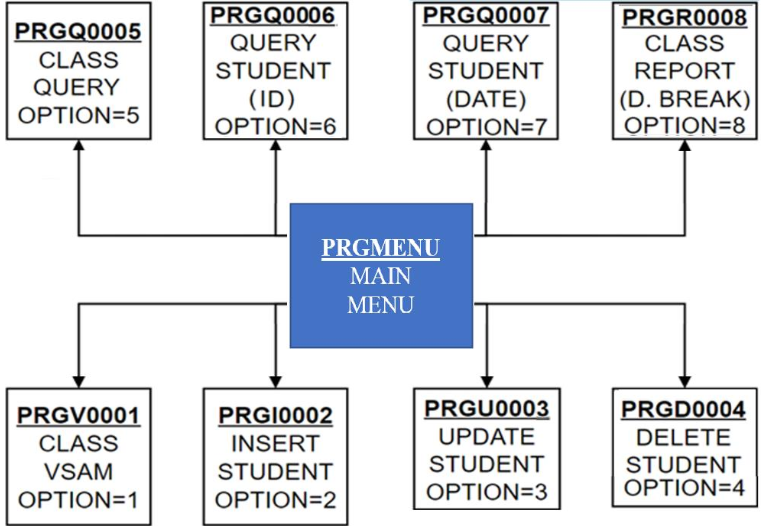 PRGQ0005
CLASS
QUERY
OPTION=5
PRGQ0006
QUERY
STUDENT
(ID)
OPTION=6
PRGQ0007
QUERY
STUDENT
(DATE)
OPTION=7
PRGR0008
CLASS
REPORT
(D. BREAK)
OPTION=8
PRGMENU
MAIN
MENU
PRGV0001
CLASS
VSAM
OPTION=1
PRGI0002
INSERT
STUDENT
OPTION=2
PRGU0003
UPDATE
STUDENT
OPTION=3
PRGD0004
DELETE
STUDENT
OPTION=4